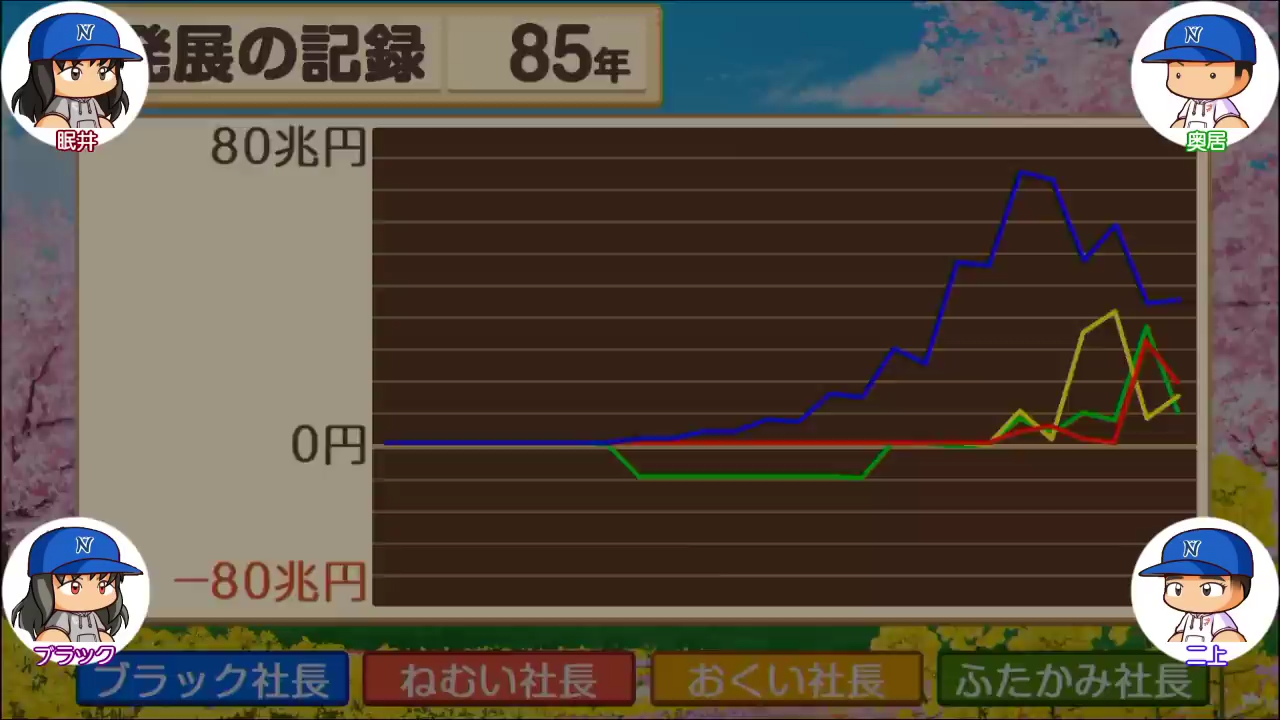 発展の記録 85年
眠井
奥居
80兆円
0円
－80兆円
ブラック
二上
ブラック社長 ねむい社長 おくい社長 ふたかみ社長